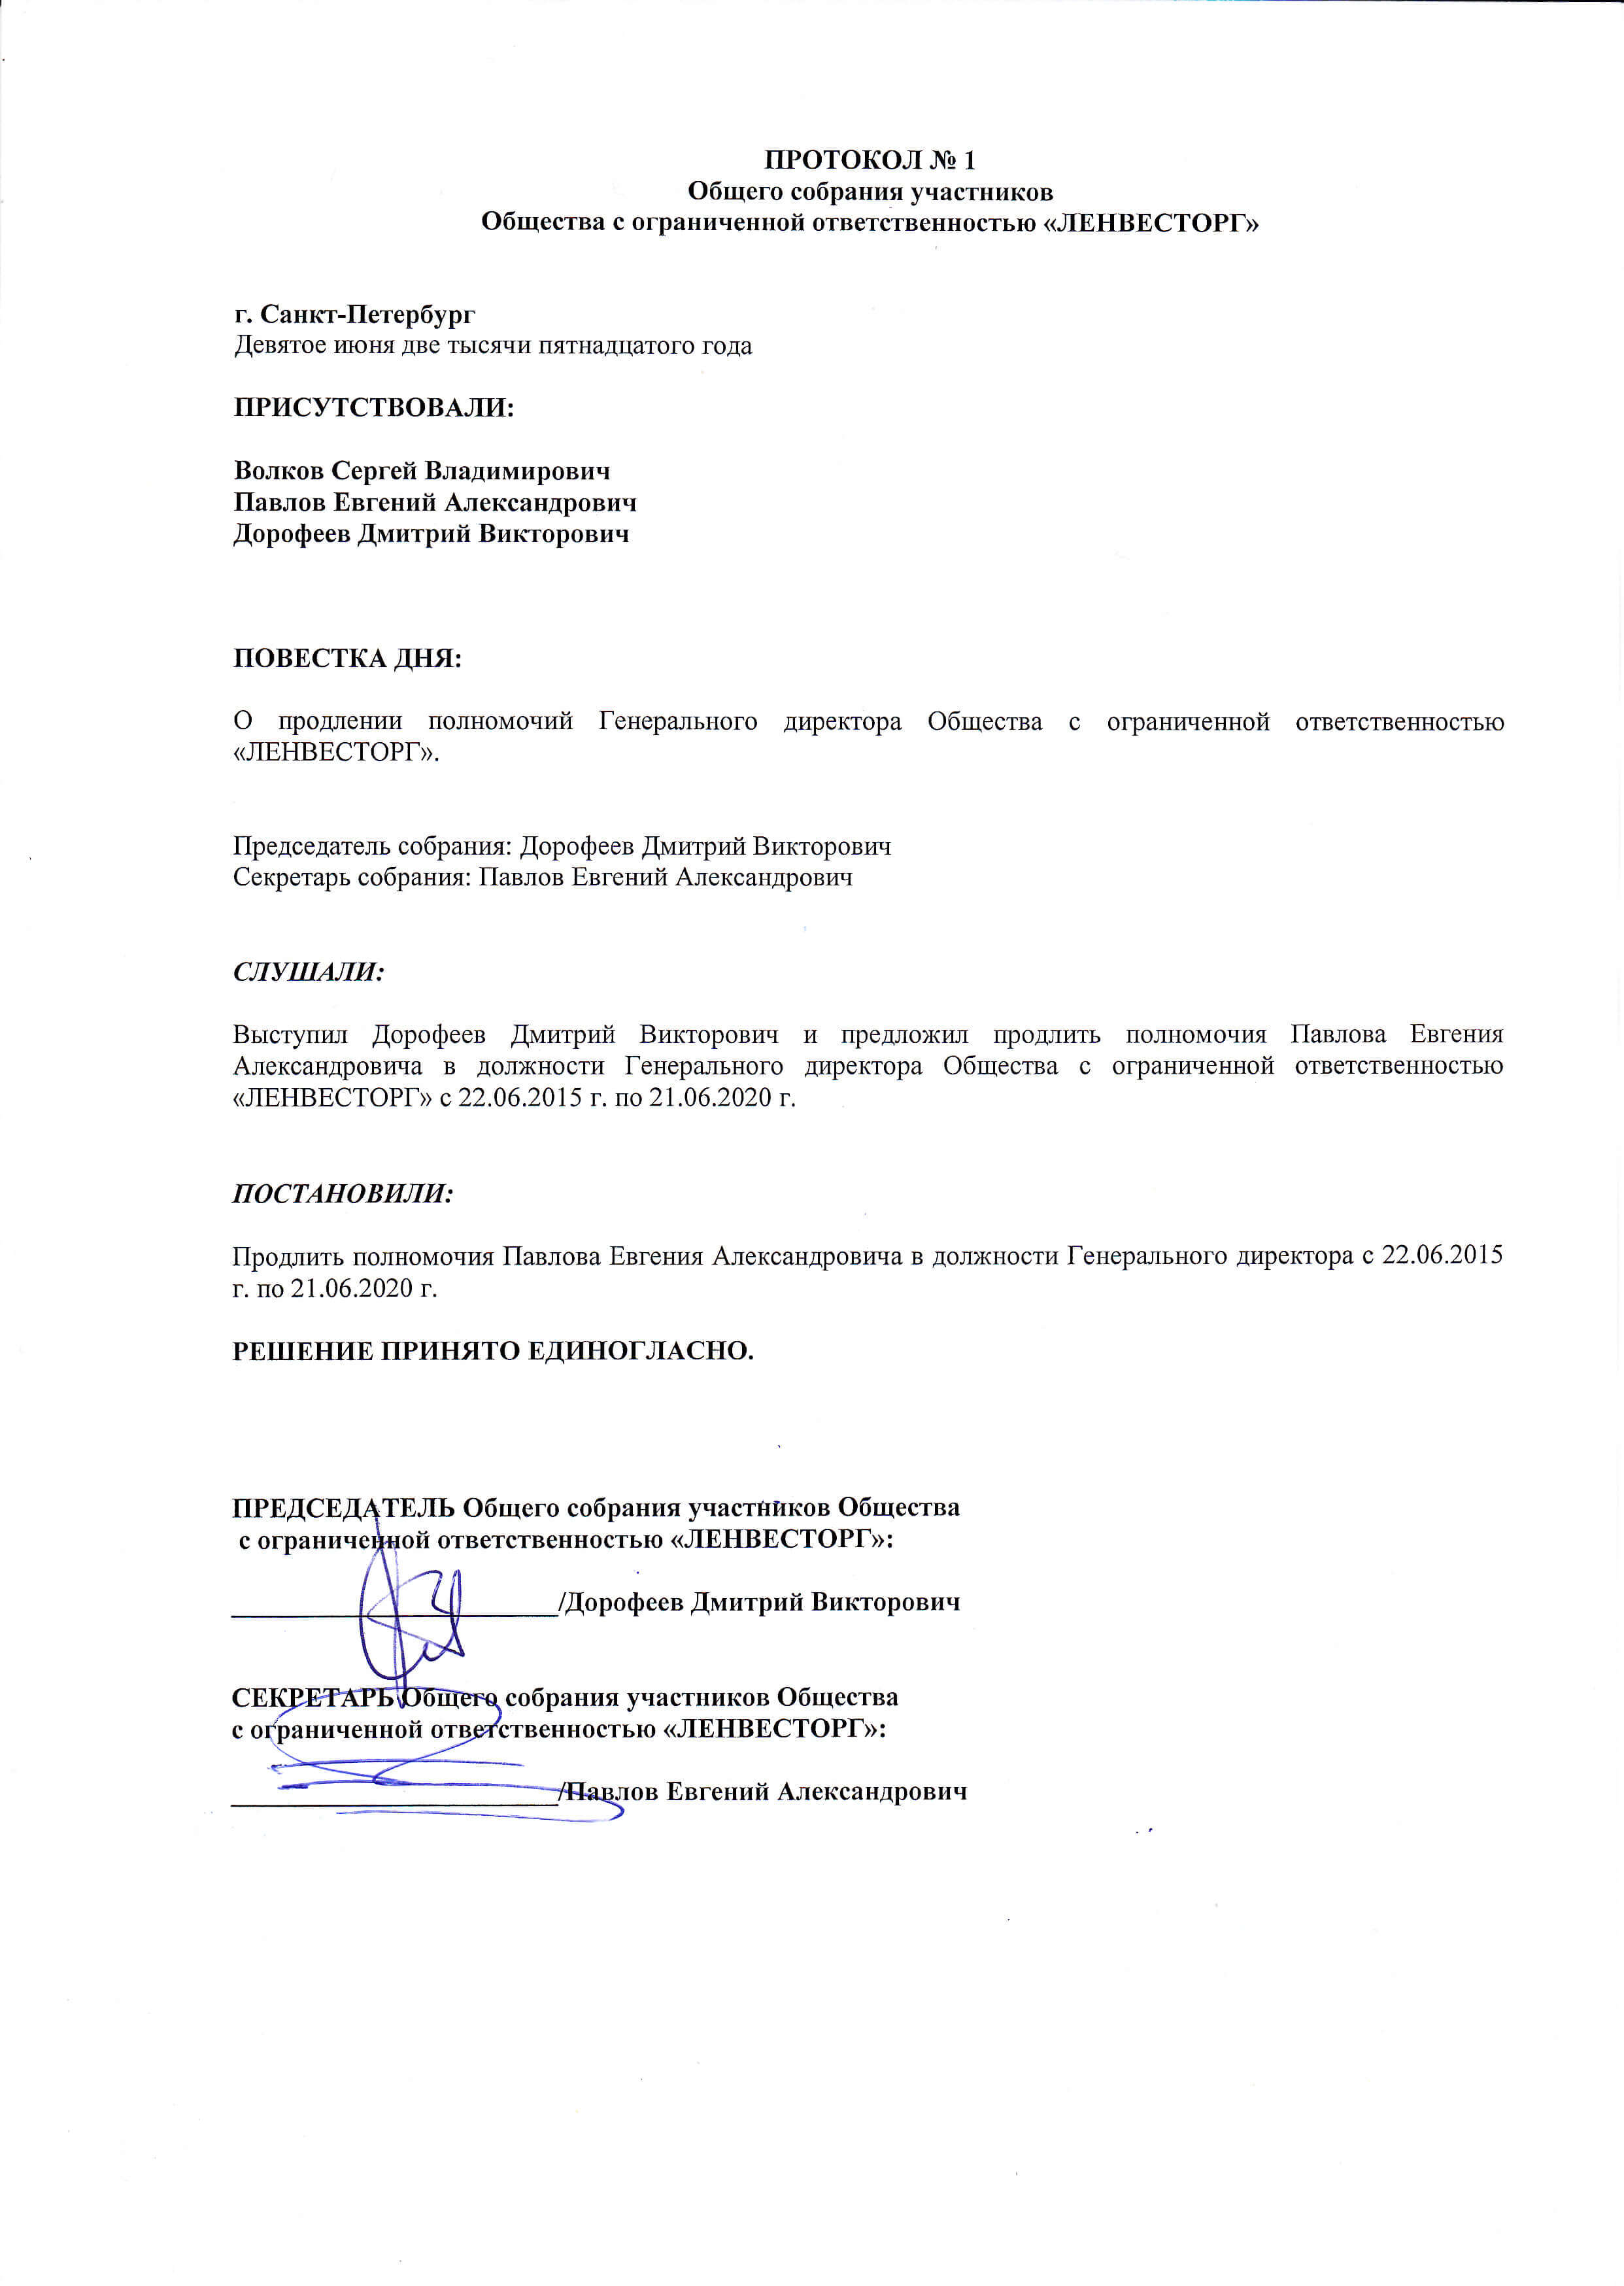 ПРОТОКОЛ № 1
Общего собрания участников
Общества с ограниченной ответственностью «ЛЕНВЕСТОРГ»
г. Санкт-Петербург
Девятое июня две тысячи пятнадцатого года
ПРИСУТСТВОВАЛИ:
Волков Сергей Владимирович
Павлов Евгений Александрович
Дорофеев Дмитрий Викторович
ПОВЕСТКА ДНЯ:
О продлении полномочий Генерального директора Общества с ограниченной ответственностью
«ЛЕНВЕСТОРГ».
Председатель собрания: Дорофеев Дмитрий Викторович
Секретарь собрания: Павлов Евгений Александрович
СЛУШАЛИ:
Выступил Дорофеев Дмитрий Викторович и предложил продлить полномочия Павлова Евгения
Александровича в должности Генерального директора Общества с ограниченной ответственностью
«ЛЕНВЕСТОРГ» с 22.06.2015 г. по 21.06.2020 г.
ПОСТАНОВИЛИ:
Продлить полномочия Павлова Евгения Александровича в должности Генерального директора с 22.06.2015
г. по 21.06.2020 г.
РЕШЕНИЕ ПРИНЯТО ЕДИНОГЛАСНО.
ПРЕДСЕДАТЕЛЬ Общего собрания участников Общества
с ограниченной ответственностью «ЛЕНВЕСТОРГ»:
/Дорофеев Дмитрий Викторович
СЕКРЕТАРЬ Общего собрания участников Общества
с ограниченной ответственностью «ЛЕНВЕСТОРГ»:
/Павлов Евгений Александрович